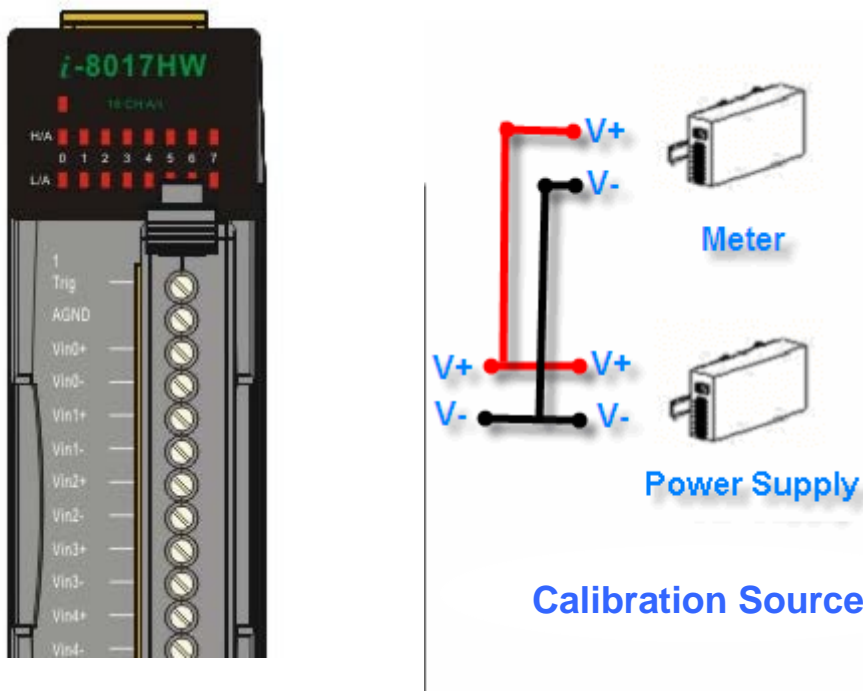 i-8017HW
16 CH A/I
H/A
0 1 2 3 4 5 6 7
L/A
1
Trig
AGND
Vin0+
Vin0-
Vin1+
Vin1-
Vin2+
Vin2-
Vin3+
Vin3-
Vin4+
Vin4-
V+
V-
Meter
V+ V+
V- V-
Power Supply
Calibration Source